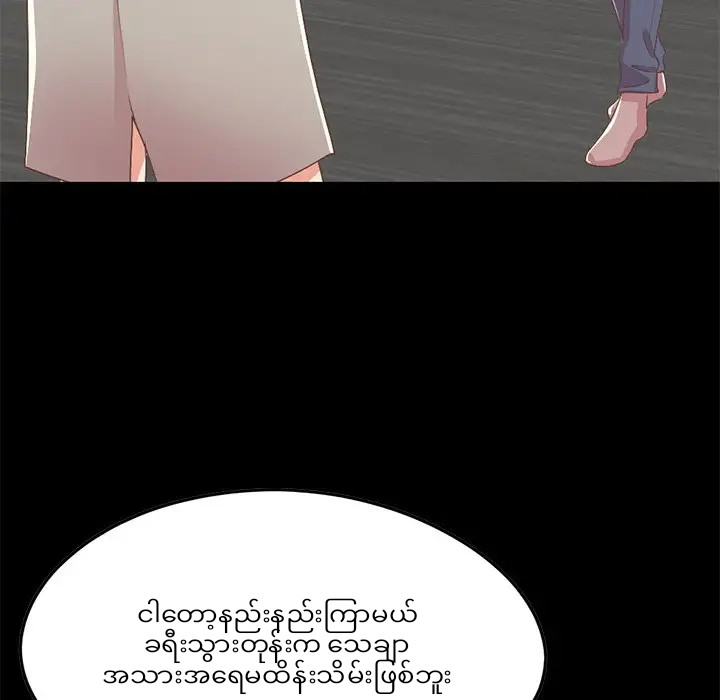 ငါတော့နည်းနည်းကြာမယ်
ခရီးသွားတုန်းက သေချာ
အသားအရေမထိန်းသိမ်းဖြစ်ဘူး